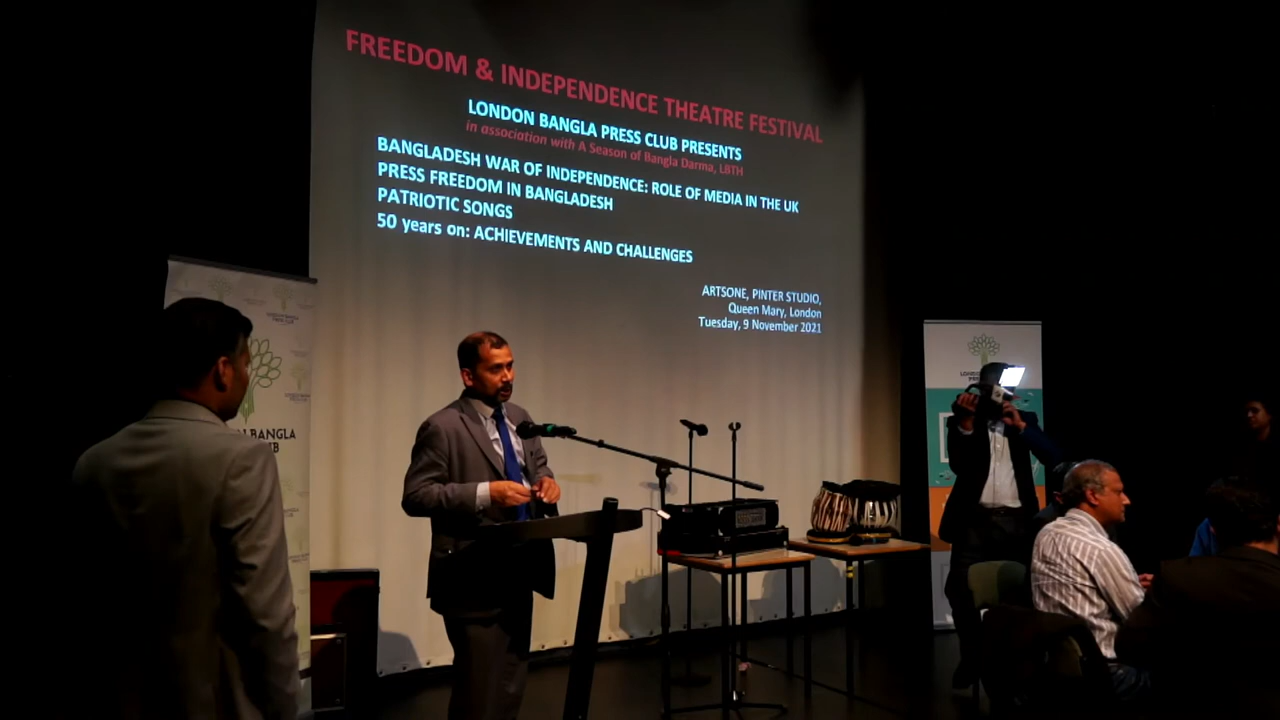 FREEDOM & INDEPENDENCE THEATRE FESTIVAL
LONDON BANGLA PRESS CLUB PRESENTS
in association with A Season of Bangla Darma, LBTH
BANGLADESH WAR OF INDEPENDENCE: ROLE OF MEDIA IN THE UK
PRESS FREEDOM IN BANGLADESH
PATRIOTIC SONGS
50 years on: ACHIEVEMENTS AND CHALLENGES
ARTSONE, PINTER STUDIO,
Queen Mary, London
Tuesday, 9 November 2021
BANGLA